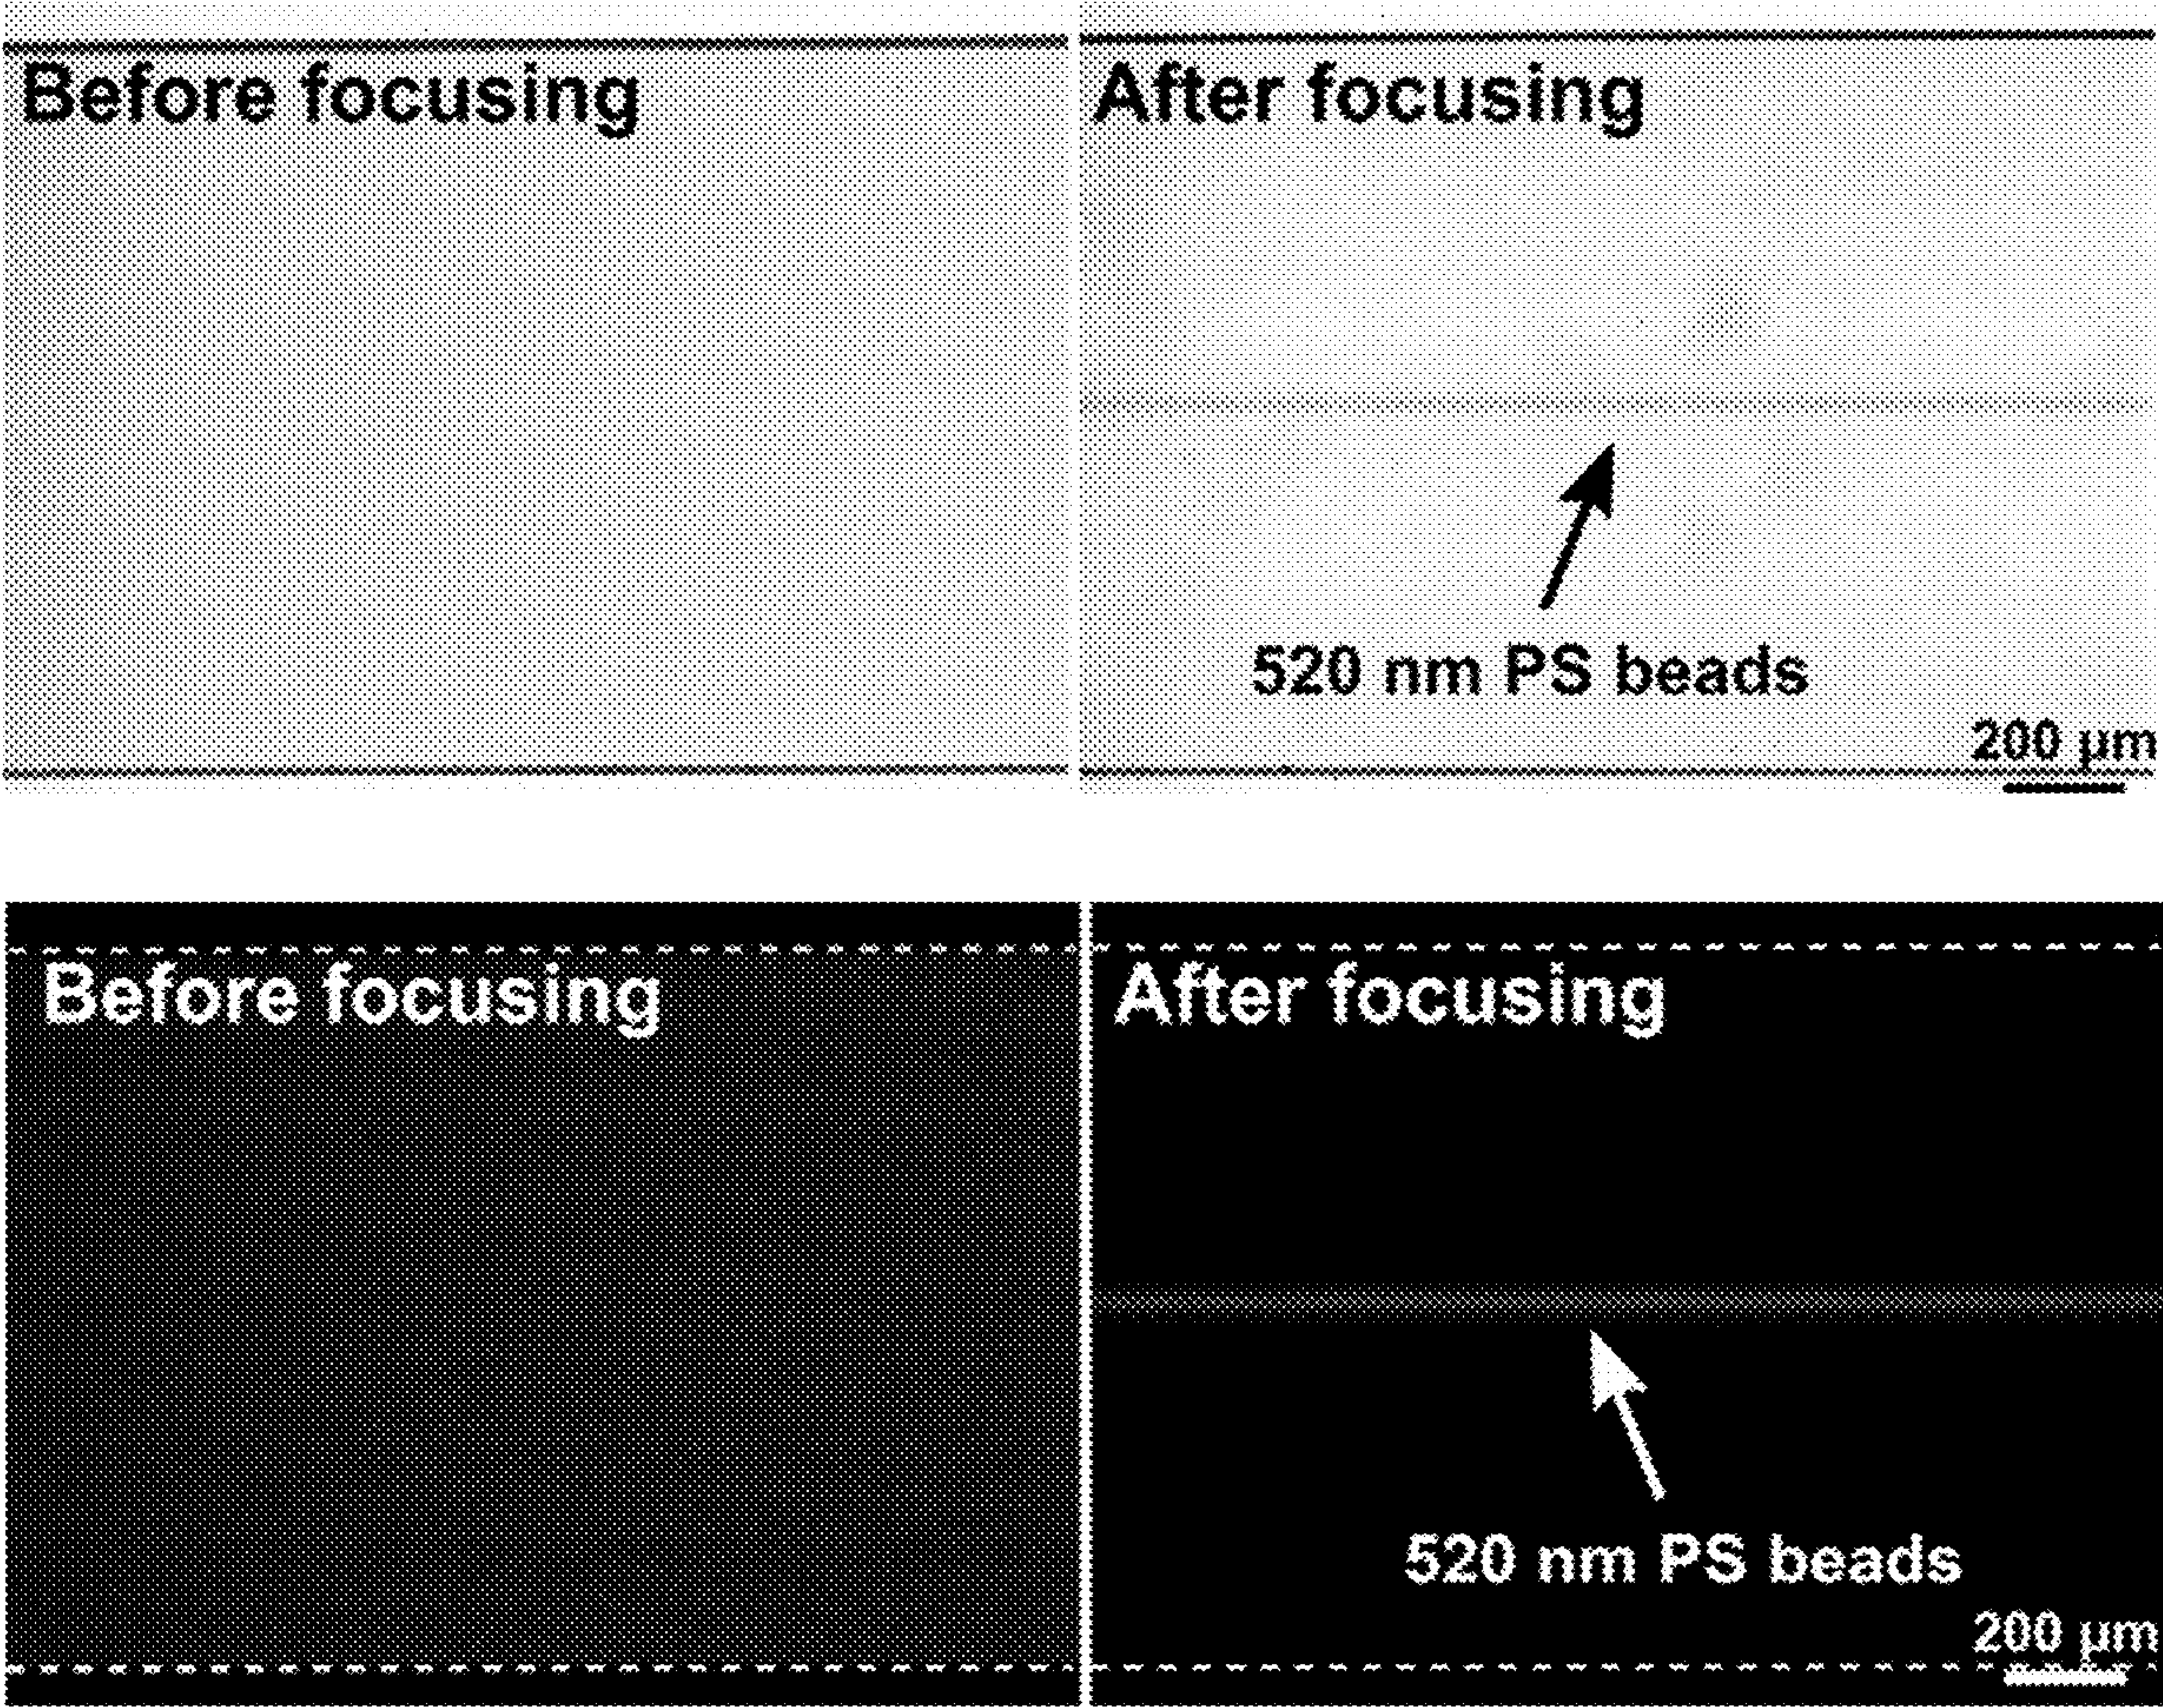 Before focusing
After focusing
520 nm PS beads
200 µm
Before focusing
After focusing
520 nm PS beads
200 µm